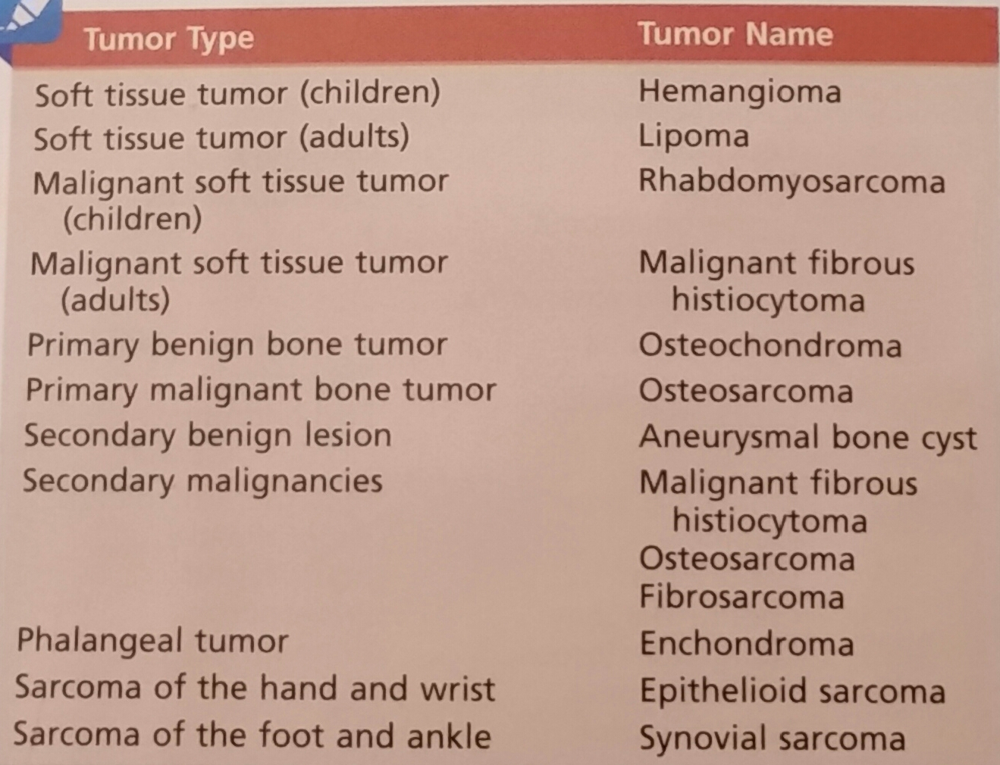 Tumor Type Tumor Name
Soft tissue tumor (children) Hemangioma
Soft tissue tumor (adults) Lipoma
Malignant soft tissue tumor Rhabdomyosarcoma
(children)
Malignant soft tissue tumor Malignant fibrous
(adults) histiocytoma
Primary benign bone tumor Osteochondroma
Primary malignant bone tumor Osteosarcoma
Secondary benign lesion Aneurysmal bone cyst
Secondary malignancies Malignant fibrous
histiocytoma
Osteosarcoma
Fibrosarcoma
Phalangeal tumor Enchondroma
Sarcoma of the hand and wrist Epithelioid sarcoma
Sarcoma of the foot and ankle Synovial sarcoma